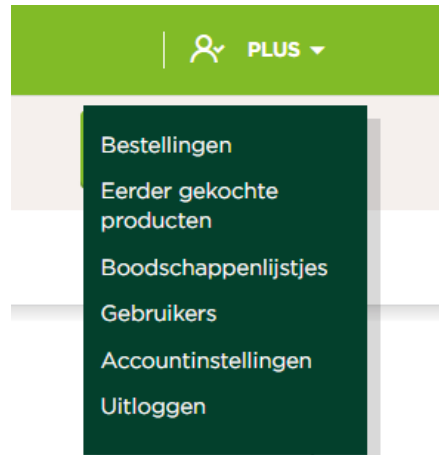 PLUS
Bestellingen
Eerder gekochte
producten
Boodschappenlijstjes
Gebruikers
Accountinstellingen
Uitloggen